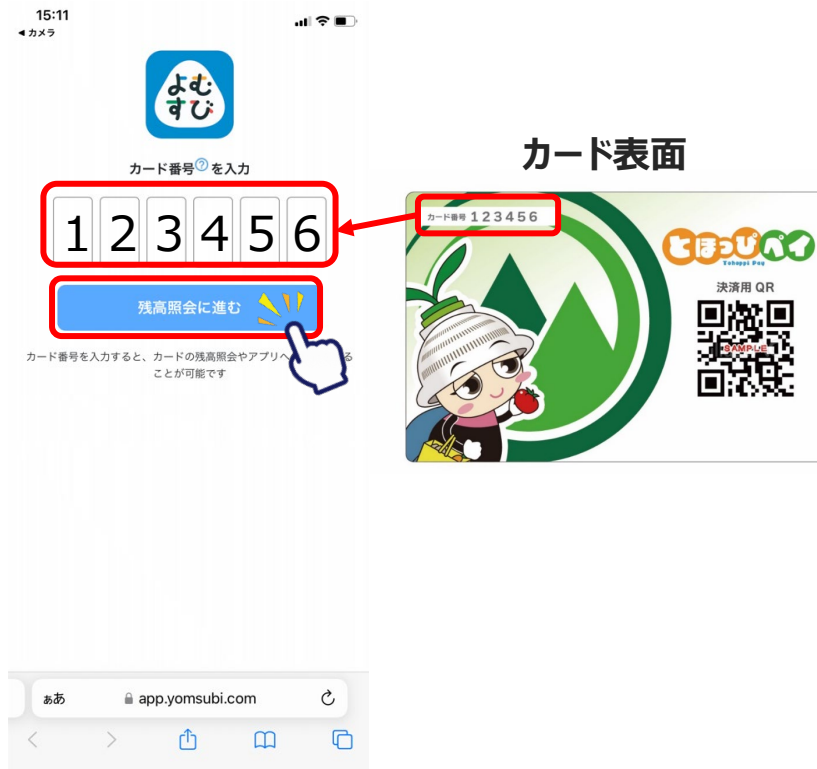 15:11
◀ カメラ
よむ
すび
カード番号?を入力
1 2 3 4 5 6
残高照会に進む
カード番号を入力すると、カードの残高照会やアプリへ
る
ことが可能です
ぁあ
app.yomsubi.com
カード表面
カード番号 123456
とほっぴペイ
Tohoppi Pay
決済用 QR
SAMPLE